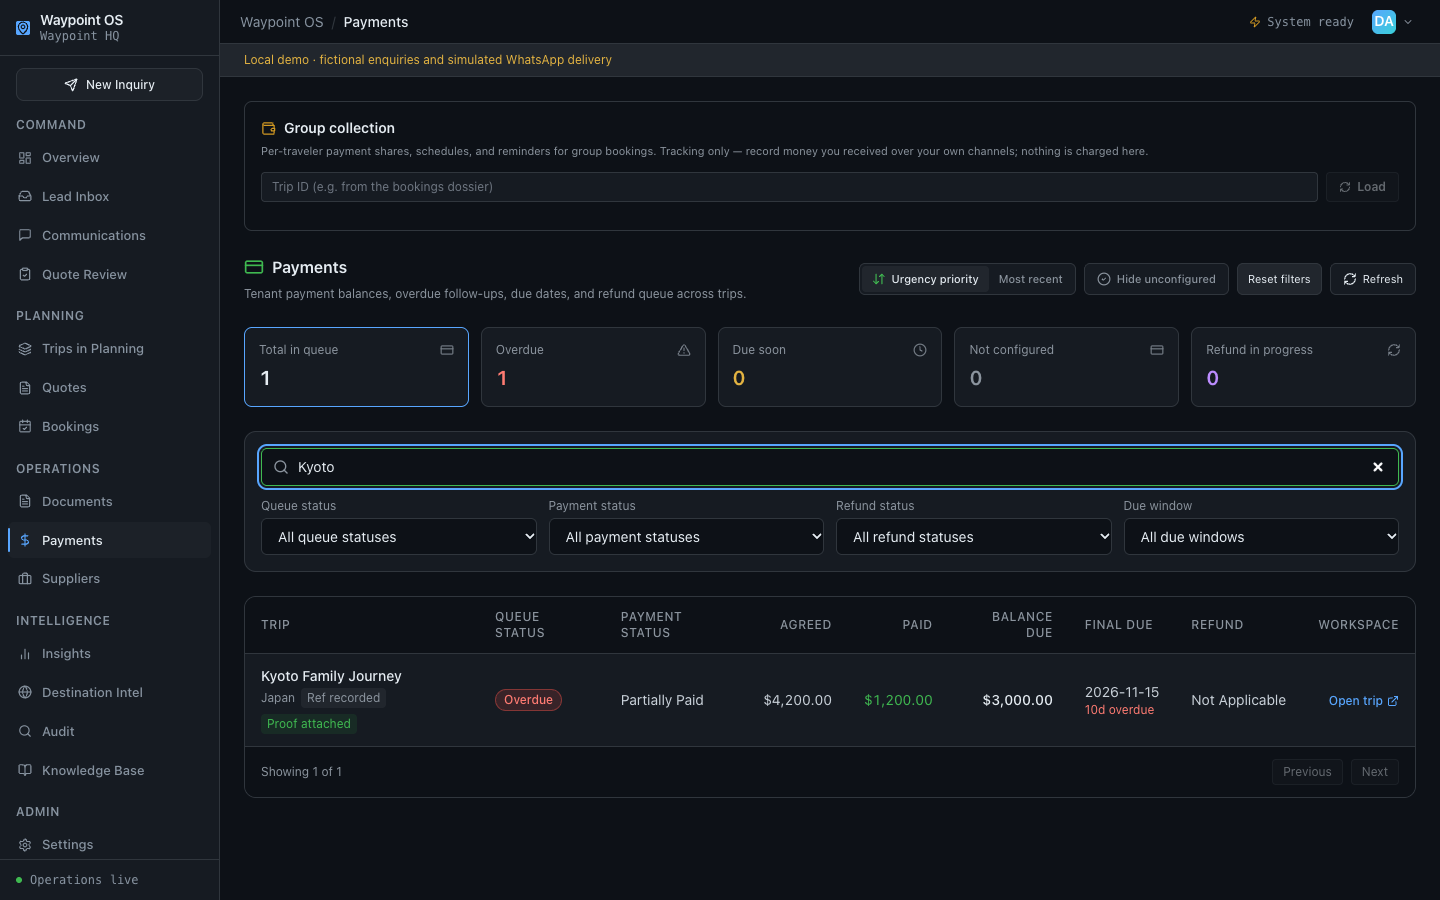 Waypoint OS
Waypoint HQ
New Inquiry
COMMAND
Overview
Lead Inbox
Communications
Quote Review
PLANNING
Trips in Planning
Quotes
Bookings
OPERATIONS
Documents
Payments
Suppliers
INTELLIGENCE
Insights
Destination Intel
Audit
Knowledge Base
ADMIN
Settings
Operations live
Waypoint OS / Payments
System ready
DA
Local demo · fictional enquiries and simulated WhatsApp delivery
Group collection
Per-traveler payment shares, schedules, and reminders for group bookings. Tracking only — record money you received over your own channels; nothing is charged here.
Trip ID (e.g. from the bookings dossier)
Load
Payments
Tenant payment balances, overdue follow-ups, due dates, and refund queue across trips.
Urgency priority
Most recent
Hide unconfigured
Reset filters
Refresh
Total in queue
1
Overdue
1
Due soon
0
Not configured
0
Refund in progress
0
Kyoto
Queue status
All queue statuses
Payment status
All payment statuses
Refund status
All refund statuses
Due window
All due windows
TRIP
QUEUE STATUS
PAYMENT STATUS
AGREED
PAID
BALANCE DUE
FINAL DUE
REFUND
WORKSPACE
Kyoto Family Journey
Japan
Ref recorded
Proof attached
Overdue
Partially Paid
$4,200.00
$1,200.00
$3,000.00
2026-11-15
10d overdue
Not Applicable
Open trip
Showing 1 of 1
Previous
Next